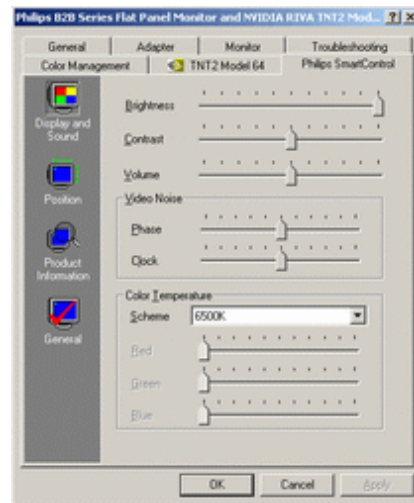 Philips B2B Series Flat Panel Monitor and NVIDIA RIVA TNT2 Mod...
General Adapter Monitor Troubleshooting
Color Management TNT2 Model 64 Philips SmartControl
Display and
Sound
Position
Product
Information
General
Brightness
Contrast
Volume
Video Noise
Phase
Clock
Color Temperature
Scheme 6500K
Red
Green
Blue
OK Cancel Apply